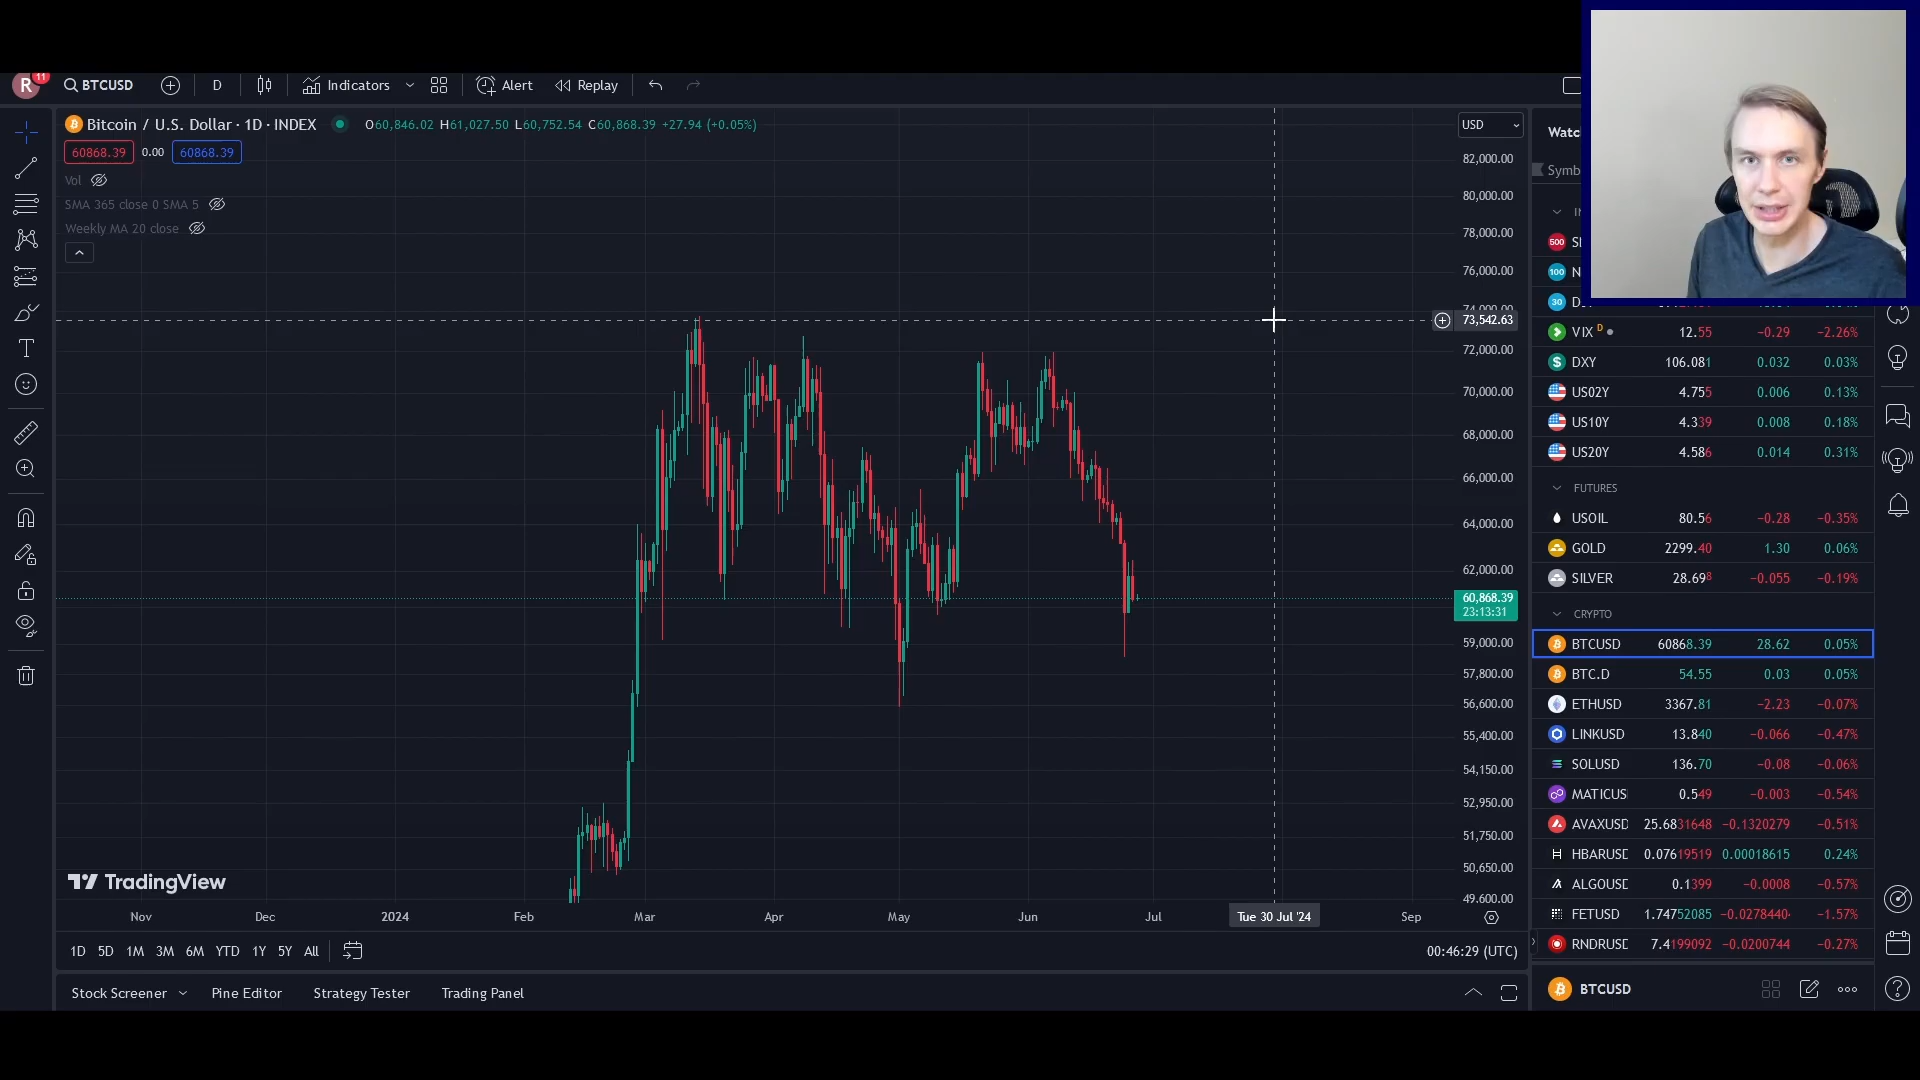 R 11 BTCUSD D Indicators Alert Replay
Bitcoin / U.S. Dollar · 1D · INDEX O60,846.02 H61,027.50 L60,752.54 C60,868.39 +27.94 (+0.05%)
60868.39 0.00 60868.39
Vol
SMA 365 close 0 SMA 5
Weekly MA 20 close
USD
82,000.00
80,000.00
78,000.00
76,000.00
74,000.00
73,542.63
72,000.00
70,000.00
68,000.00
66,000.00
64,000.00
62,000.00
60,868.39
23:13:31
59,000.00
57,800.00
56,600.00
55,400.00
54,150.00
52,950.00
51,750.00
50,650.00
49,600.00
TradingView
Nov Dec 2024 Feb Mar Apr May Jun Jul Tue 30 Jul '24 Sep
1D 5D 1M 3M 6M YTD 1Y 5Y All 00:46:29 (UTC)
Stock Screener Pine Editor Strategy Tester Trading Panel
Watc
Symb
500
100
30
VIX D 12.55 −0.29 −2.26%
DXY 106.081 0.032 0.03%
US02Y 4.755 0.006 0.13%
US10Y 4.339 0.008 0.18%
US20Y 4.586 0.014 0.31%
FUTURES
USOIL 80.56 −0.28 −0.35%
GOLD 2299.40 1.30 0.06%
SILVER 28.698 −0.055 −0.19%
CRYPTO
BTCUSD 60868.39 28.62 0.05%
BTC.D 54.55 0.03 0.05%
ETHUSD 3367.81 −2.23 −0.07%
LINKUSD 13.840 −0.066 −0.47%
SOLUSD 136.70 −0.08 −0.06%
MATICUS 0.549 −0.003 −0.54%
AVAXUSD 25.6831648 −0.1320279 −0.51%
HBARUSD 0.07619519 0.00018615 0.24%
ALGOUSD 0.1399 −0.0008 −0.57%
FETUSD 1.74752085 −0.0278440 −1.57%
RNDRUSD 7.4199092 −0.0200744 −0.27%
BTCUSD